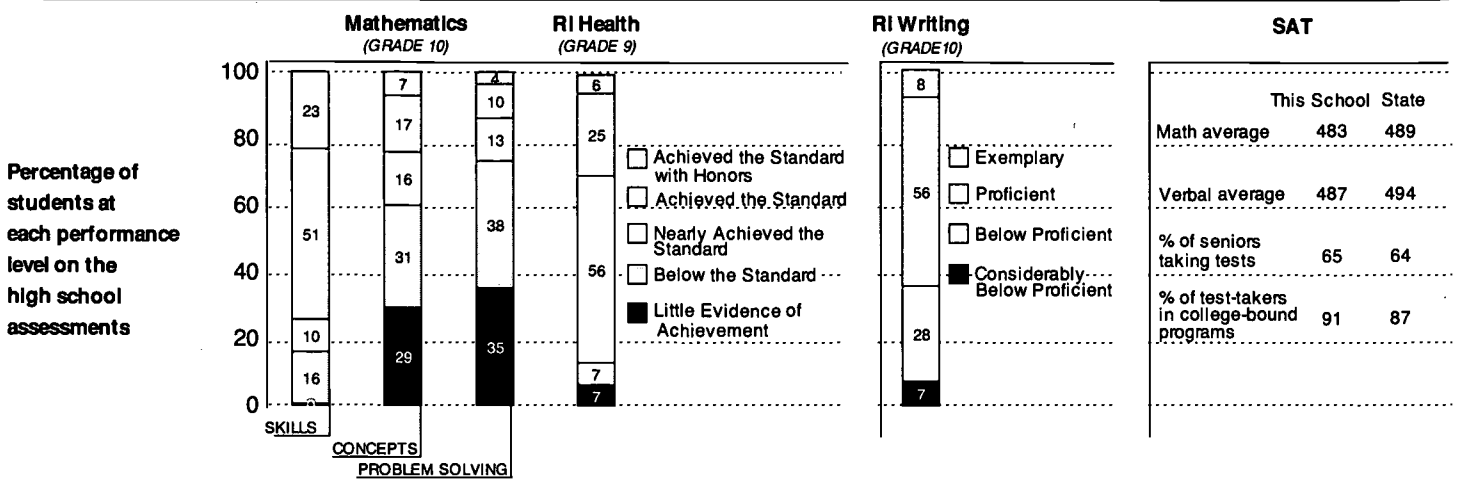 Mathematics
(GRADE 10)
RI Health
(GRADE 9)
RI Writing
(GRADE 10)
SAT
Percentage of
students at
each performance
level on the
high school
assessments
100
80
60
40
20
0
23
51
10
16
SKILLS
7
17
16
31
29
CONCEPTS
4
10
13
38
35
PROBLEM SOLVING
6
25
56
7
7
Achieved the Standard
with Honors
Achieved the Standard
Nearly Achieved the
Standard
Below the Standard
Little Evidence of
Achievement
8
56
28
7
Exemplary
Proficient
Below Proficient
Considerably
Below Proficient
This School State
Math average 483 489
Verbal average 487 494
% of seniors
taking tests 65 64
% of test-takers
in college-bound 91 87
programs